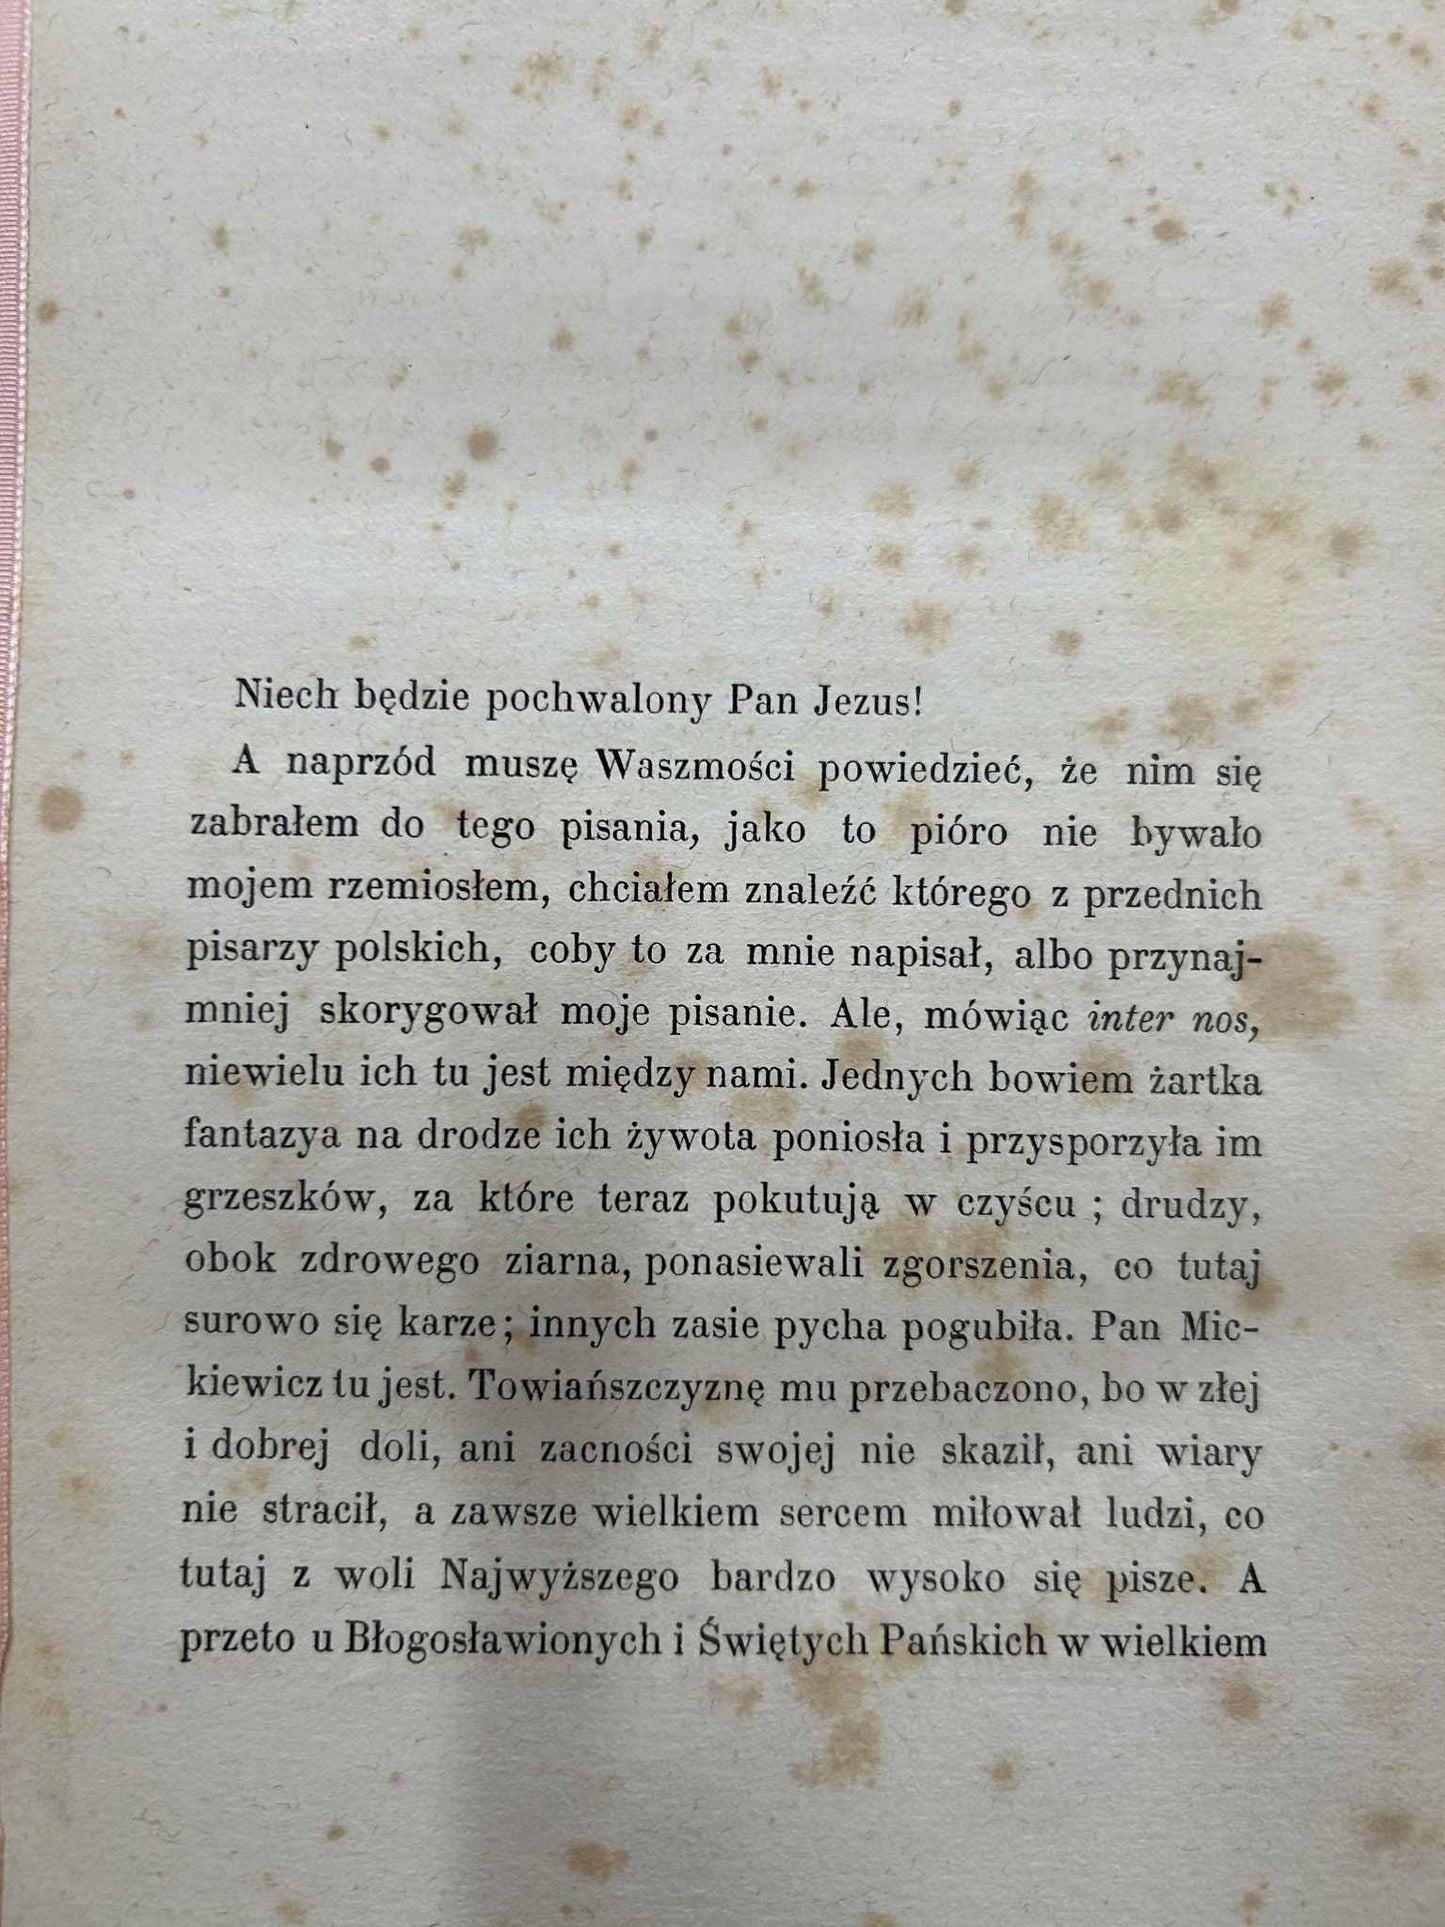 Niech będzie pochwalony Pan Jezus!
A naprzód muszę Waszmości powiedzieć, że nim się
zabrałem do tego pisania, jako to pióro nie bywało
mojem rzemiosłem, chciałem znaleźć którego z przednich
pisarzy polskich, coby to za mnie napisał, albo przynaj-
mniej skorygował moje pisanie. Ale, mówiąc inter nos,
niewielu ich tu jest między nami. Jednych bowiem żartka
fantazya na drodze ich żywota poniosła i przysporzyła im
grzeszków, za które teraz pokutują w czyścu ; drudzy,
obok zdrowego ziarna, ponasiewali zgorszenia, co tutaj
surowo się karze; innych zasie pycha pogubiła. Pan Mic-
kiewicz tu jest. Towiańszczyznę mu przebaczono, bo w złej
i dobrej doli, ani zacności swojej nie skaził, ani wiary
nie stracił, a zawsze wielkiem sercem miłował ludzi, co
tutaj z woli Najwyższego bardzo wysoko się pisze. A
przeto u Błogosławionych i Świętych Pańskich w wielkiem